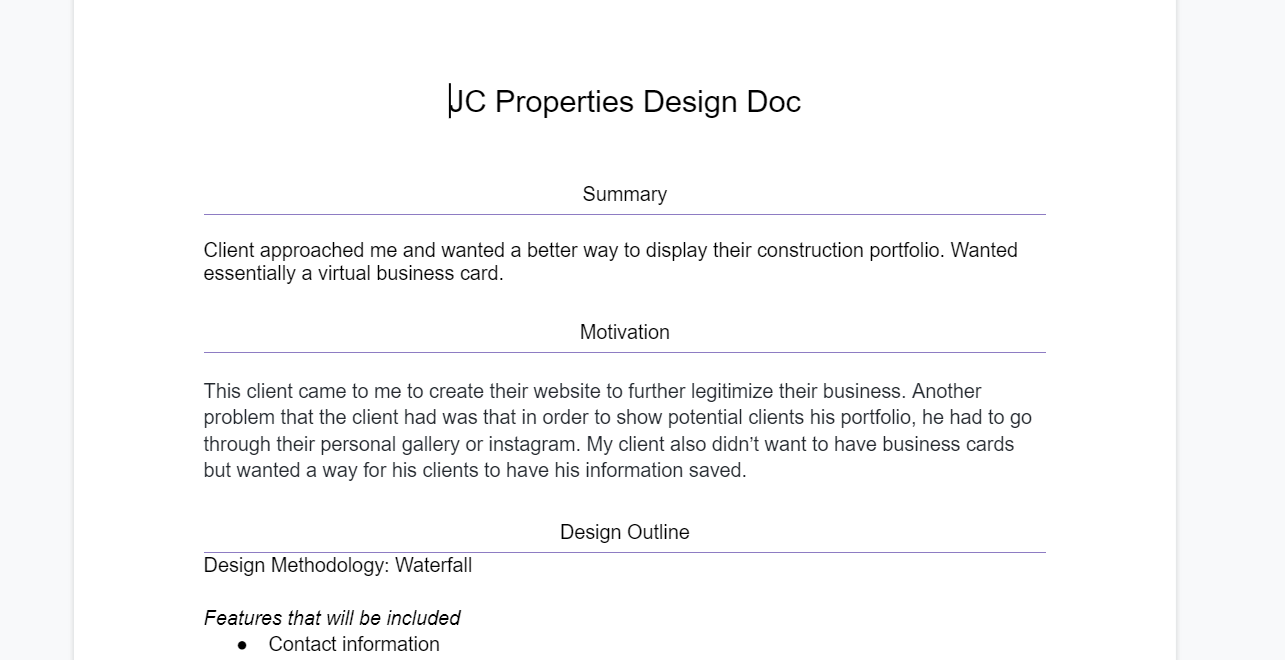 JC Properties Design Doc
Summary
Client approached me and wanted a better way to display their construction portfolio. Wanted
essentially a virtual business card.
Motivation
This client came to me to create their website to further legitimize their business. Another
problem that the client had was that in order to show potential clients his portfolio, he had to go
through their personal gallery or instagram. My client also didn’t want to have business cards
but wanted a way for his clients to have his information saved.
Design Outline
Design Methodology: Waterfall
Features that will be included
● Contact information